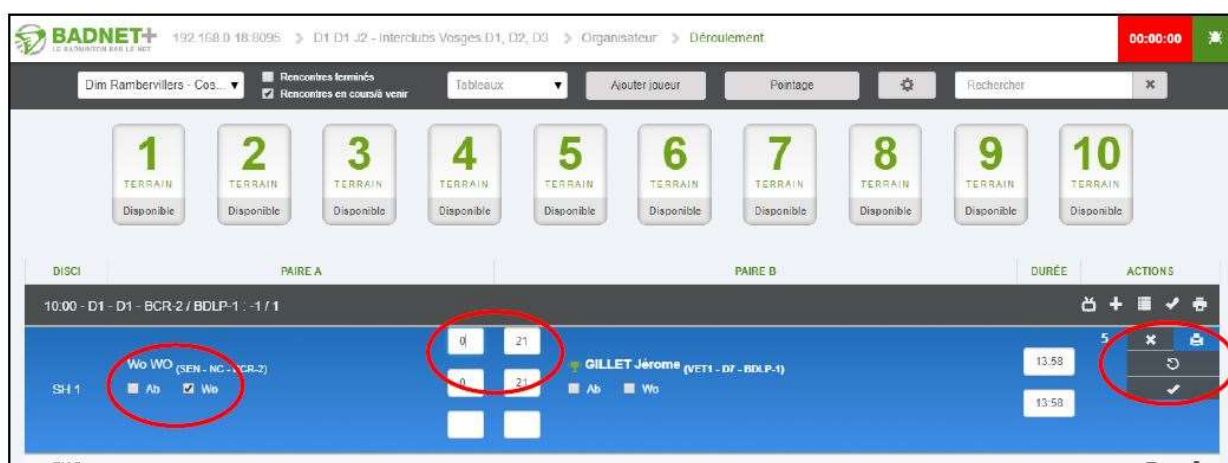 BADNET+ 192.168.0.18:8095 > D1 D1 J2 - Interclubs Vosges D1, D2, D3 > Organisateur > Déroulement 00:00:00
LE BADMINTON PAR LE NET
Dim Rambervillers - Cos... Rencontres terminés Tableaux Ajouter joueur Pointage Rechercher
Rencontres en cours/à venir
1 2 3 4 5 6 7 8 9 10
TERRAIN TERRAIN TERRAIN TERRAIN TERRAIN TERRAIN TERRAIN TERRAIN TERRAIN TERRAIN
Disponible Disponible Disponible Disponible Disponible Disponible Disponible Disponible Disponible Disponible
DISCI PAIRE A PAIRE B DURÉE ACTIONS
10:00 - D1 - D1 - BCR-2 / BDLP-1 : -1 / 1
0 21 5
Wo WO (SEN - NC - BCR-2) GILLET Jérome (VET1 - D7 - BDLP-1) 13:58
SH 1 Ab Wo 0 21 Ab Wo
13:58